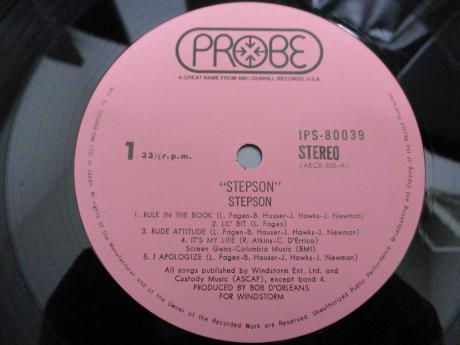 PROBE
A GREAT NAME FROM ABC-DUNHILL RECORDS, U.S.A.
IPS-80039
1 33⅓ r.p.m. STEREO
(ABCX-826-A)
"STEPSON"
STEPSON
1. RULE IN THE BOOK (L. Fagen-B. Hauser-J. Hawks-J. Newman)
2. LIL' BIT (L. Fagen)
3. RUDE ATTITUDE (L. Fagen-B. Hauser-J. Hawks-J. Newman)
4. IT'S MY LIFE (R. Atkins-C. D'Errico)
Screen Gems-Columbia Music (BMI)
5. I APOLOGIZE (L. Fagen-B. Hauser-J. Hawks-J. Newman)
All songs published by Windstorm Ent. Ltd. and
Custody Music (ASCAP), except band 4.
PRODUCED BY BOB D'ORLEANS
FOR WINDSTORM
in Japan. All rights of the Manufacturer and of the Owner of the Recorded Work are Reserved. Unauthorized Public Performance, Broadcasting and Copying of this Record Prohibited.